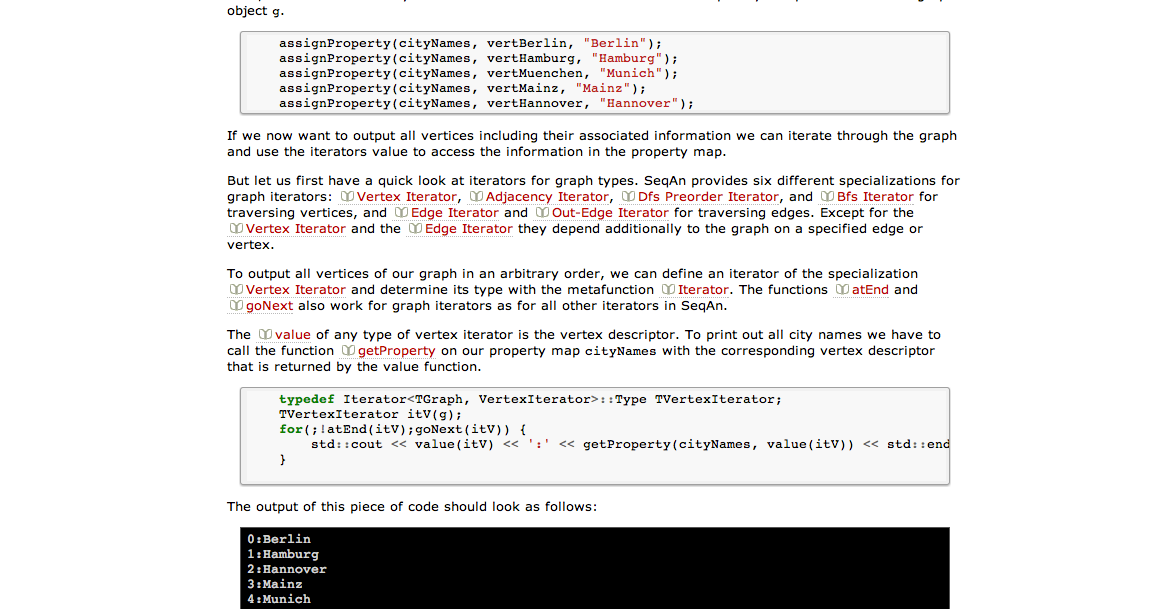 object g.
assignProperty(cityNames, vertBerlin, "Berlin");
assignProperty(cityNames, vertHamburg, "Hamburg");
assignProperty(cityNames, vertMuenchen, "Munich");
assignProperty(cityNames, vertMainz, "Mainz");
assignProperty(cityNames, vertHannover, "Hannover");
If we now want to output all vertices including their associated information we can iterate through the graph
and use the iterators value to access the information in the property map.
But let us first have a quick look at iterators for graph types. SeqAn provides six different specializations for
graph iterators: Vertex Iterator, Adjacency Iterator, Dfs Preorder Iterator, and Bfs Iterator for
traversing vertices, and Edge Iterator and Out-Edge Iterator for traversing edges. Except for the
Vertex Iterator and the Edge Iterator they depend additionally to the graph on a specified edge or
vertex.
To output all vertices of our graph in an arbitrary order, we can define an iterator of the specialization
Vertex Iterator and determine its type with the metafunction Iterator. The functions atEnd and
goNext also work for graph iterators as for all other iterators in SeqAn.
The value of any type of vertex iterator is the vertex descriptor. To print out all city names we have to
call the function getProperty on our property map cityNames with the corresponding vertex descriptor
that is returned by the value function.
typedef Iterator<TGraph, VertexIterator>::Type TVertexIterator;
TVertexIterator itV(g);
for(;!atEnd(itV);goNext(itV)) {
std::cout << value(itV) << ':' << getProperty(cityNames, value(itV)) << std::end
}
The output of this piece of code should look as follows:
0:Berlin
1:Hamburg
2:Hannover
3:Mainz
4:Munich